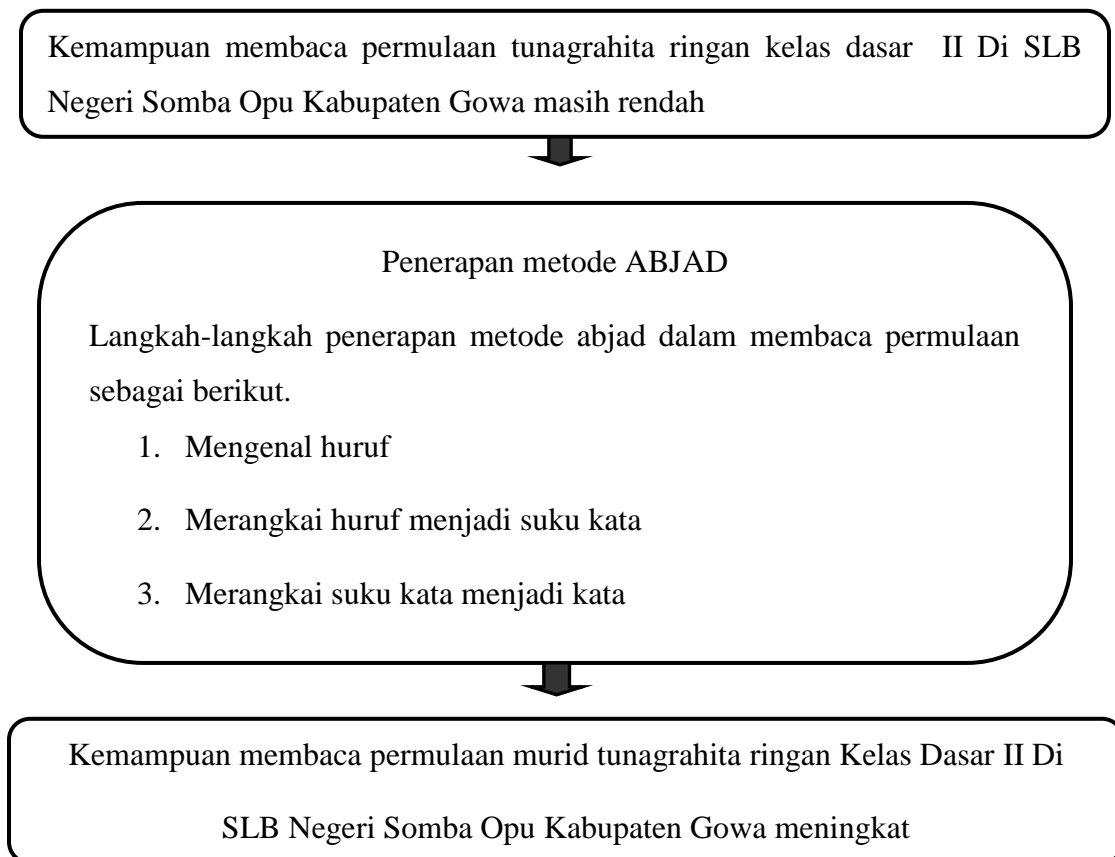 Kemampuan membaca permulaan tunagrahita ringan kelas dasar II Di SLB
Negeri Somba Opu Kabupaten Gowa masih rendah
Penerapan metode ABJAD
Langkah-langkah penerapan metode abjad dalam membaca permulaan
sebagai berikut.
1. Mengenal huruf
2. Merangkai huruf menjadi suku kata
3. Merangkai suku kata menjadi kata
Kemampuan membaca permulaan murid tunagrahita ringan Kelas Dasar II Di
SLB Negeri Somba Opu Kabupaten Gowa meningkat